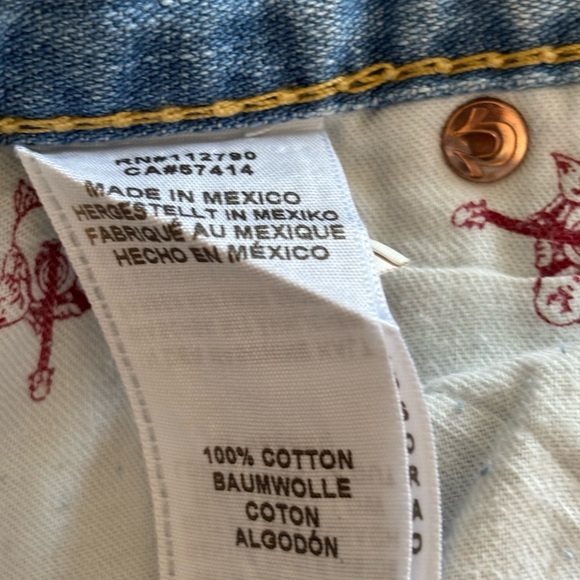 RN#112790
CA#57414
MADE IN MEXICO
HERGESTELLT IN MEXIKO
FABRIQUÉ AU MEXIQUE
HECHO EN MÉXICO
100% COTTON
BAUMWOLLE
COTON
ALGODÓN